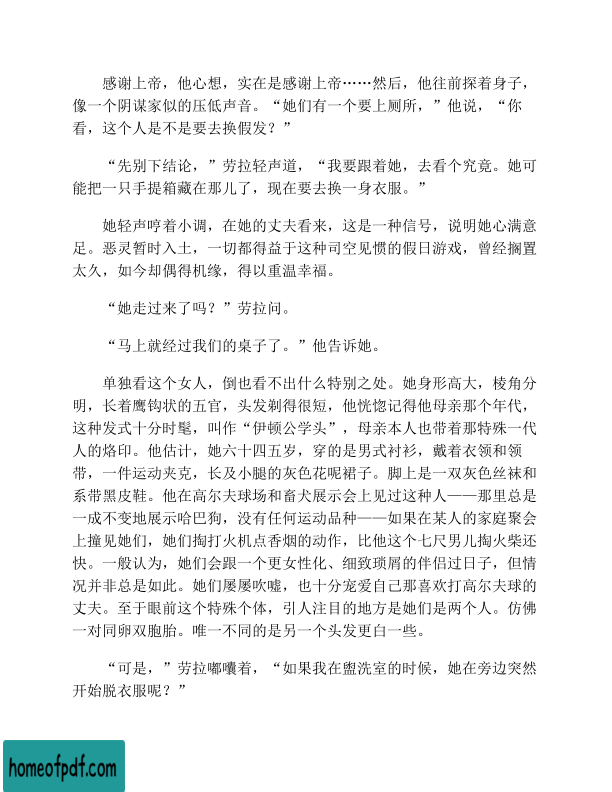 感谢上帝，他心想，实在是感谢上帝……然后，他往前探着身子，
像一个阴谋家似的压低声音。“她们有一个要上厕所，”他说，“你
看，这个人是不是要去换假发？”
“先别下结论，”劳拉轻声道，“我要跟着她，去看个究竟。她可
能把一只手提箱藏在那儿了，现在要去换一身衣服。”
她轻声哼着小调，在她的丈夫看来，这是一种信号，说明她心满意
足。恶灵暂时入土，一切都得益于这种司空见惯的假日游戏，曾经搁置
太久，如今却偶得机缘，得以重温幸福。
“她走过来了吗？”劳拉问。
“马上就经过我们的桌子了。”他告诉她。
单独看这个女人，倒也看不出什么特别之处。她身形高大，棱角分
明，长着鹰钩状的五官，头发剃得很短，他恍惚记得他母亲那个年代，
这种发式十分时髦，叫作“伊顿公学头”，母亲本人也带着那特殊一代
人的烙印。他估计，她六十四五岁，穿的是男式衬衫，戴着衣领和领
带，一件运动夹克，长及小腿的灰色花呢裙子。脚上是一双灰色丝袜和
系带黑皮鞋。他在高尔夫球场和畜犬展示会上见过这种人——那里总是
一成不变地展示哈巴狗，没有任何运动品种——如果在某人的家庭聚会
上撞见她们，她们掏打火机点香烟的动作，比他这个七尺男儿掏火柴还
快。一般认为，她们会跟一个更女性化、细致琐屑的伴侣过日子，但情
况并非总是如此。她们屡屡吹嘘，也十分宠爱自己那喜欢打高尔夫球的
丈夫。至于眼前这个特殊个体，引人注目的地方是她们是两个人。仿佛
一对同卵双胞胎。唯一不同的是另一个头发更白一些。
“可是，”劳拉嘟囔着，“如果我在盥洗室的时候，她在旁边突然
开始脱衣服呢？”
homeofpdf.com